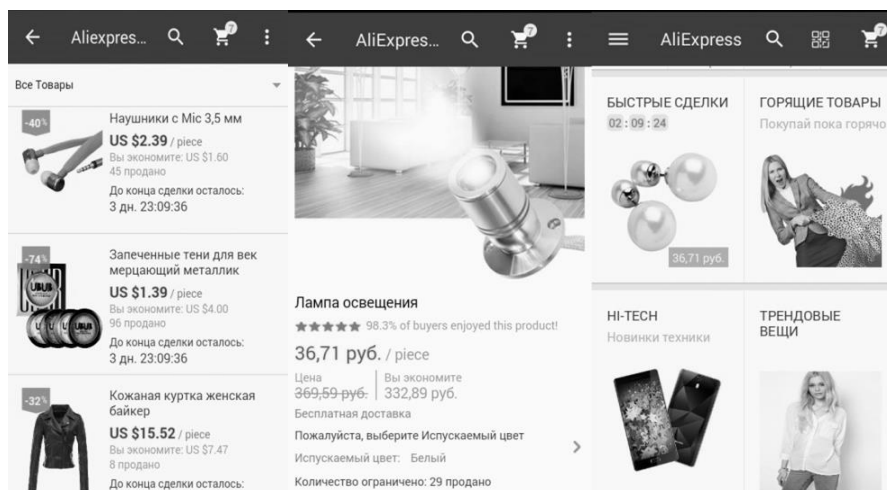 Aliexpres...
7
Все Товары
-40%
Наушники с Mic 3,5 мм
US $2.39 / piece
Вы экономите: US $1.60
45 продано
До конца сделки осталось:
3 дн. 23:09:36
-74%
Запеченные тени для век
мерцающий металлик
US $1.39 / piece
Вы экономите: US $4.00
96 продано
До конца сделки осталось:
3 дн. 23:09:36
-32%
Кожаная куртка женская
байкер
US $15.52 / piece
Вы экономите: US $7.47
8 продано
До конца сделки осталось:
AliExpres...
7
Лампа освещения
98.3% of buyers enjoyed this product!
36,71 руб. / piece
Цена Вы экономите
369,59 руб. 332,89 руб.
Бесплатная доставка
Пожалуйста, выберите Испускаемый цвет
Испускаемый цвет: Белый
Количество ограничено: 29 продано
AliExpress
7
БЫСТРЫЕ СДЕЛКИ
02 : 09 : 24
36,71 руб.
ГОРЯЩИЕ ТОВАРЫ
Покупай пока горячо
HI-TECH
Новинки техники
ТРЕНДОВЫЕ
ВЕЩИ